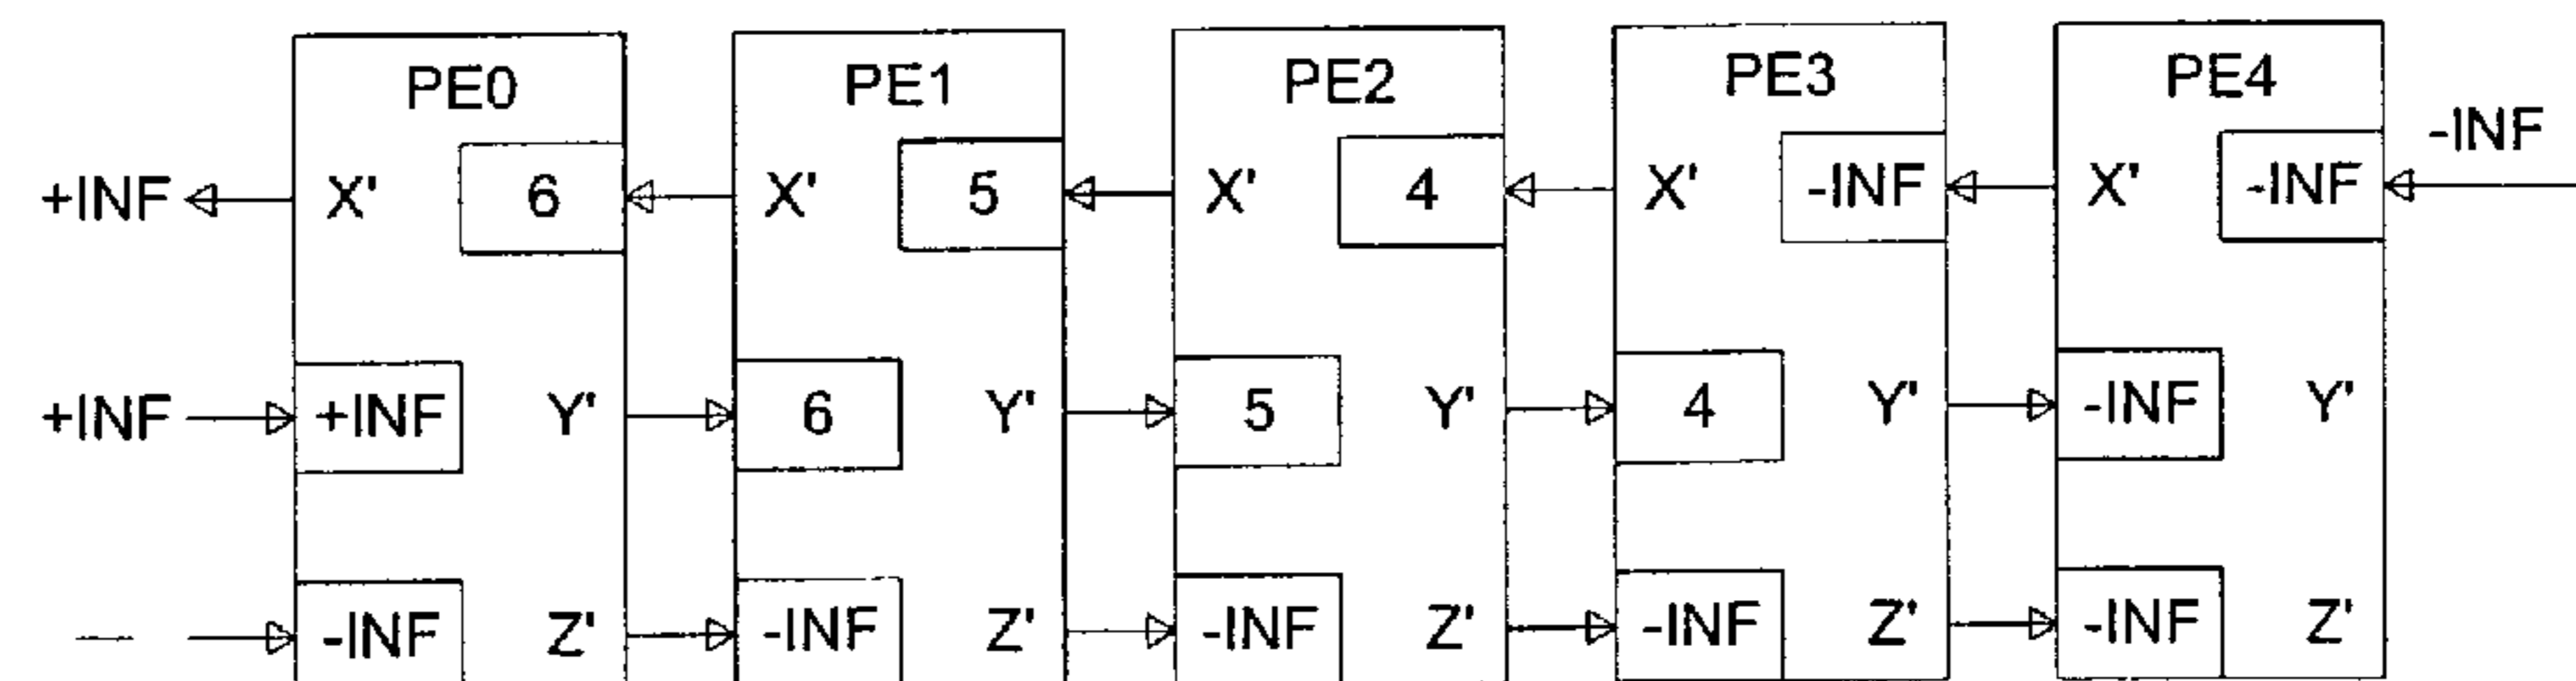 PE0 PE1 PE2 PE3 PE4
-INF
+INF X' 6 X' 5 X' 4 X' -INF X' -INF
+INF +INF Y' 6 Y' 5 Y' 4 Y' -INF Y'
— -INF Z' -INF Z' -INF Z' -INF Z' -INF Z'